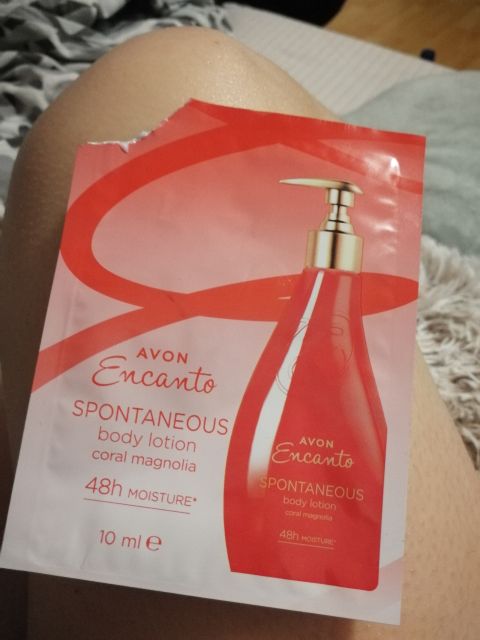 AVON
Encanto
SPONTANEOUS
body lotion
coral magnolia
48h MOISTURE*
10 ml ℮
AVON
Encanto
SPONTANEOUS
body lotion
coral magnolia
48h MOISTURE*